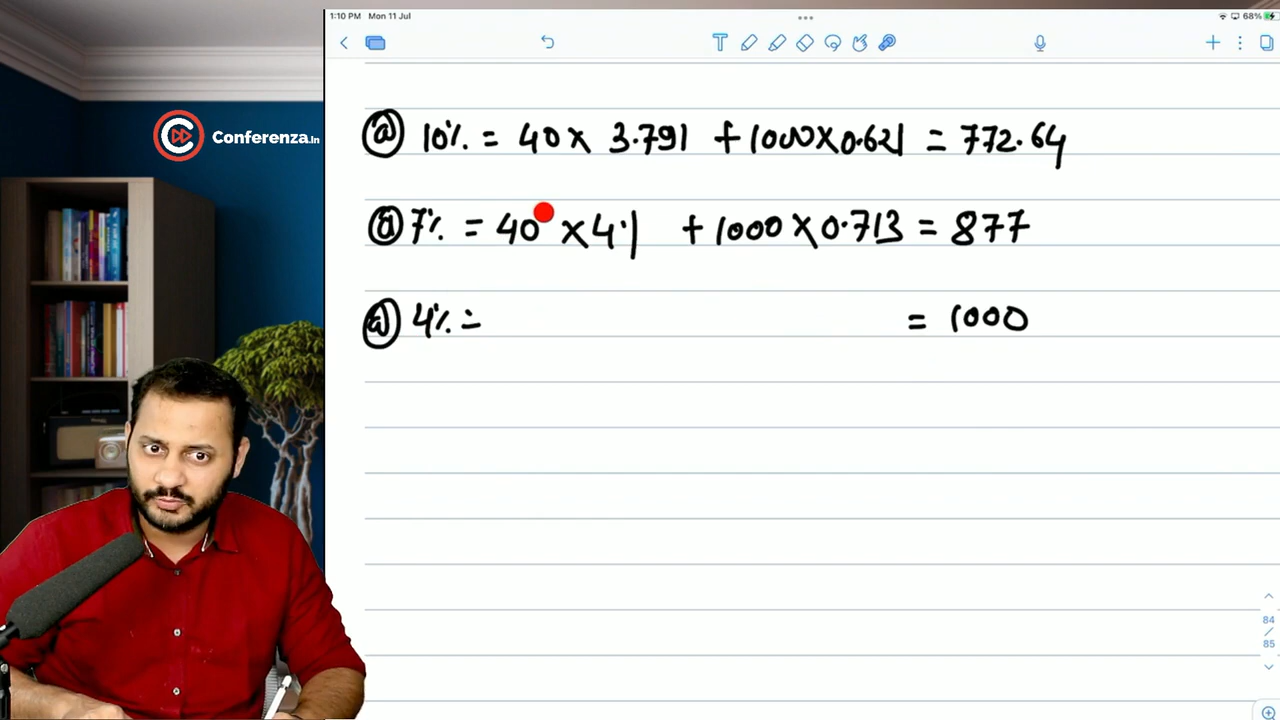 1:10 PM Mon 11 Jul
68%
Conferenza.in
@ 10% = 40 × 3.791 + 1000 × 0.621 = 772.64
@ 7% = 40 × 4.1 + 1000 × 0.713 = 877
@ 4% = = 1000
84
/
85